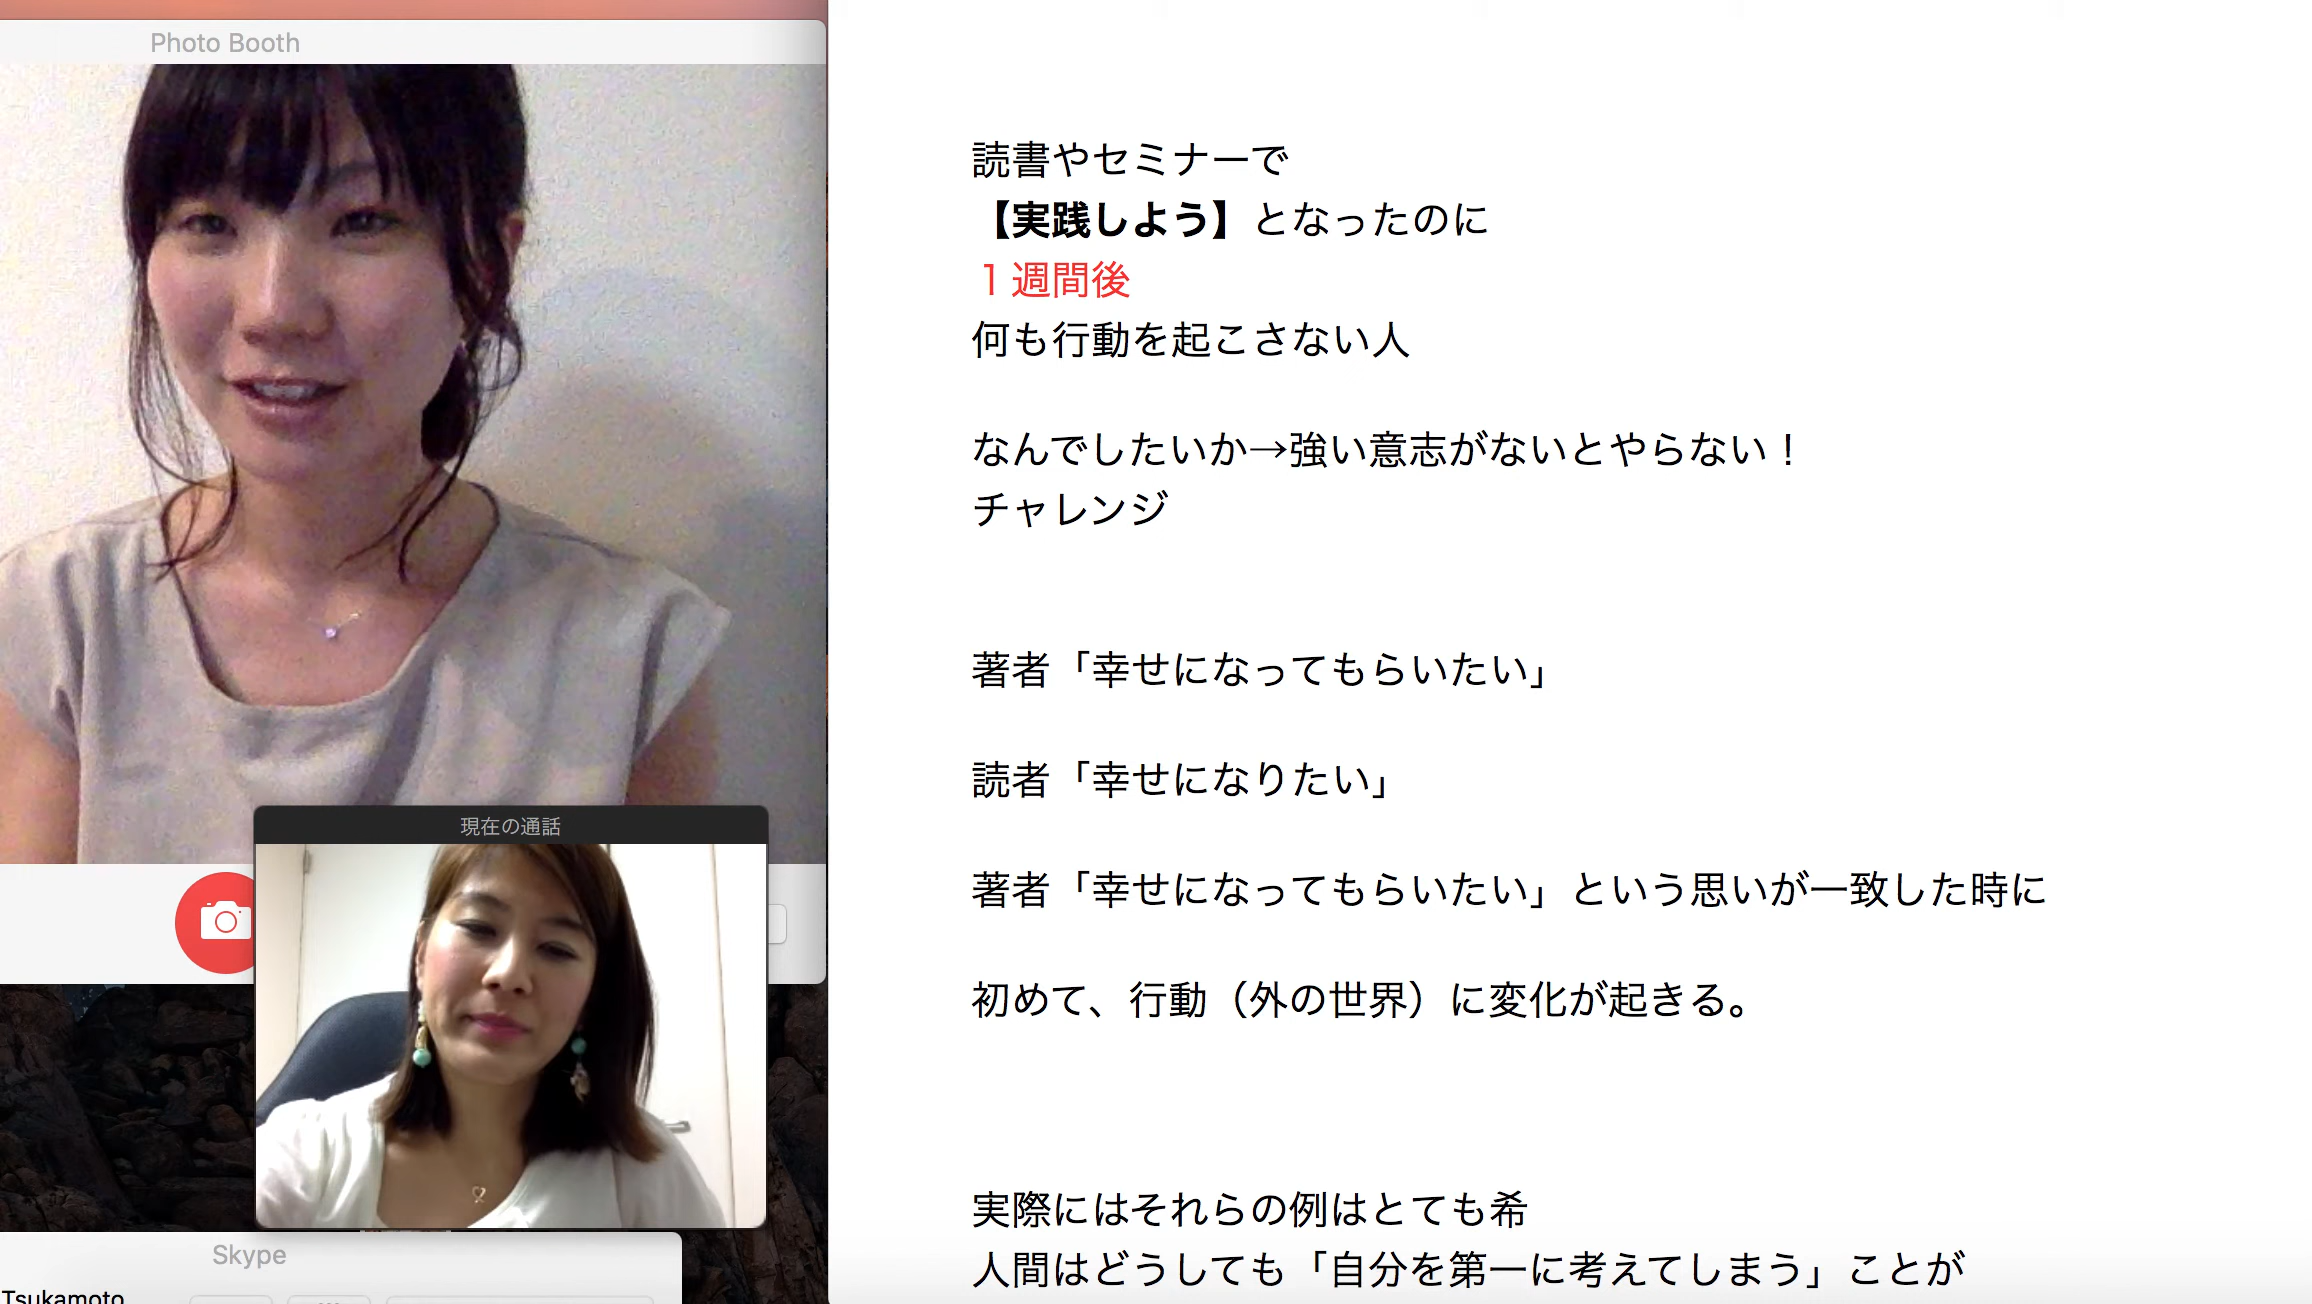 Photo Booth
読書やセミナーで
【実践しよう】となったのに
１週間後
何も行動を起こさない人
なんでしたいか→強い意志がないとやらない！
チャレンジ
著者「幸せになってもらいたい」
読者「幸せになりたい」
著者「幸せになってもらいたい」という思いが一致した時に
初めて、行動（外の世界）に変化が起きる。
実際にはそれらの例はとても希
人間はどうしても「自分を第一に考えてしまう」ことが
現在の通話
Skype
Tsukamoto